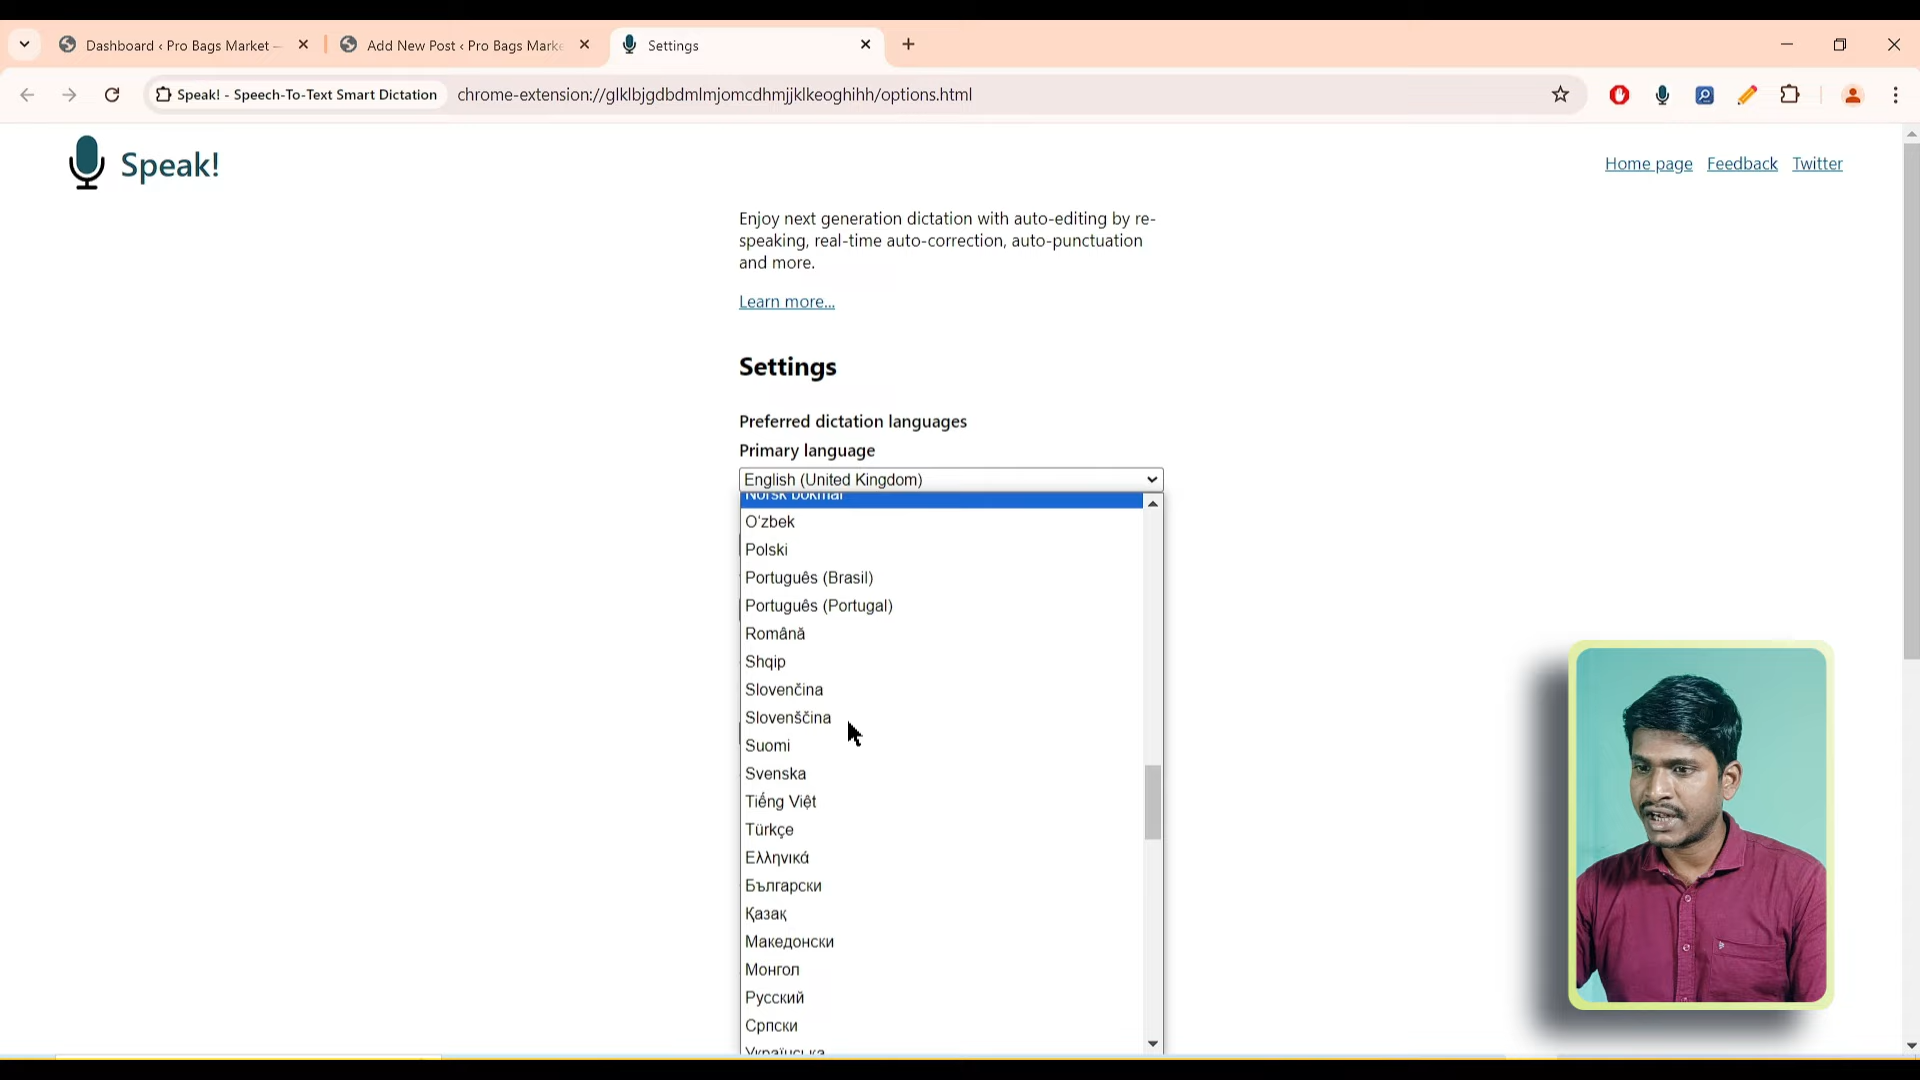 Dashboard ‹ Pro Bags Market –
Add New Post ‹ Pro Bags Marke
Settings
Speak! - Speech-To-Text Smart Dictation
chrome-extension://glklbjgdbdmlmjomcdhmjjklkeoghihh/options.html
Speak!
Home page Feedback Twitter
Enjoy next generation dictation with auto-editing by re-
speaking, real-time auto-correction, auto-punctuation
and more.
Learn more...
Settings
Preferred dictation languages
Primary language
English (United Kingdom)
Norsk bokmål
O‘zbek
Polski
Português (Brasil)
Português (Portugal)
Română
Shqip
Slovenčina
Slovenščina
Suomi
Svenska
Tiếng Việt
Türkçe
Ελληνικά
Български
Қазақ
Македонски
Монгол
Русский
Српски
Українська